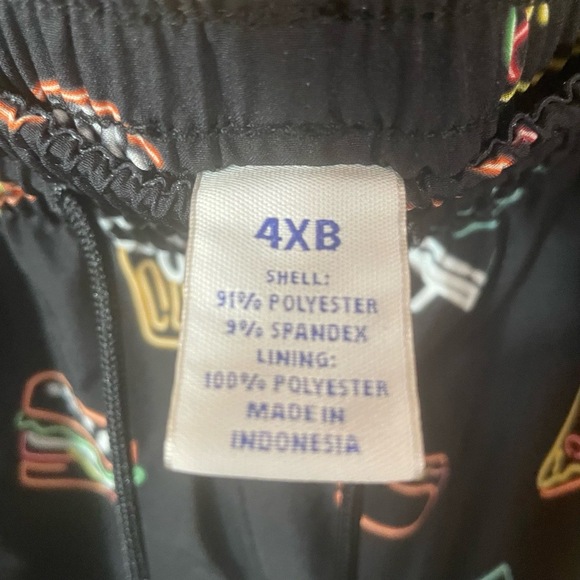 4XB
SHELL:
91% POLYESTER
9% SPANDEX
LINING:
100% POLYESTER
MADE IN
INDONESIA